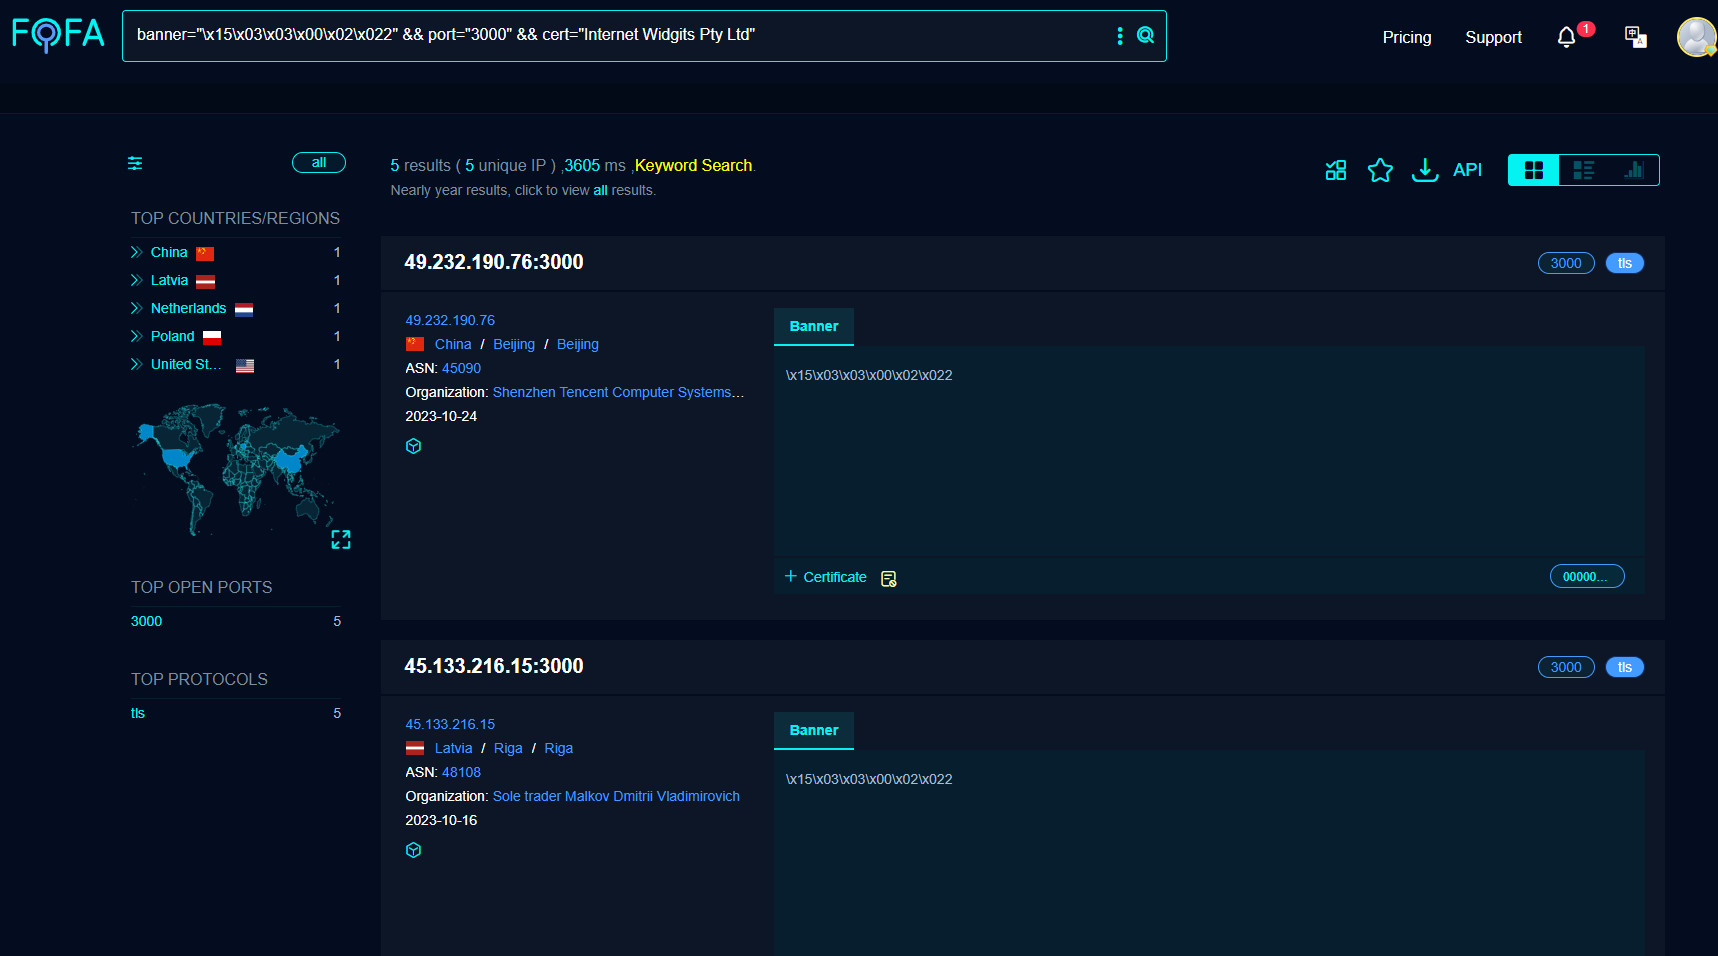 FOFA
banner="\x15\x03\x03\x00\x02\x022" && port="3000" && cert="Internet Widgits Pty Ltd"
Pricing
Support
1
all
5 results ( 5 unique IP ) ,3605 ms ,Keyword Search.
Nearly year results, click to view all results.
API
TOP COUNTRIES/REGIONS
China 1
Latvia 1
Netherlands 1
Poland 1
United St... 1
TOP OPEN PORTS
3000 5
TOP PROTOCOLS
tls 5
49.232.190.76:3000
3000
tls
49.232.190.76
China / Beijing / Beijing
ASN: 45090
Organization: Shenzhen Tencent Computer Systems...
2023-10-24
Banner
\x15\x03\x03\x00\x02\x022
+ Certificate
00000...
45.133.216.15:3000
3000
tls
45.133.216.15
Latvia / Riga / Riga
ASN: 48108
Organization: Sole trader Malkov Dmitrii Vladimirovich
2023-10-16
Banner
\x15\x03\x03\x00\x02\x022